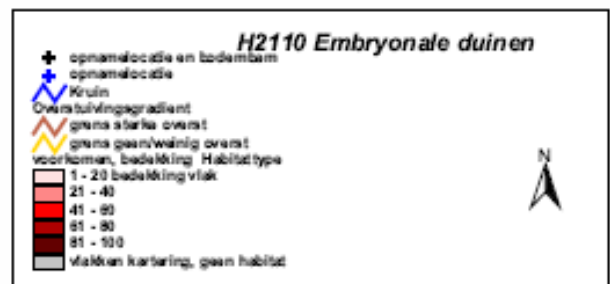 H2110 Embryonale duinen
opnamelocatie en bodembem
opnamelocatie
Kruin
Overstuivingsgradient
grens sterke overst
grens geen/weinig overst
voorkomen, bedekking Habitattype
1 - 20 bedekking vlak
21 - 40
41 - 60
61 - 80
81 - 100
vlakken kartering, geen habitat
N